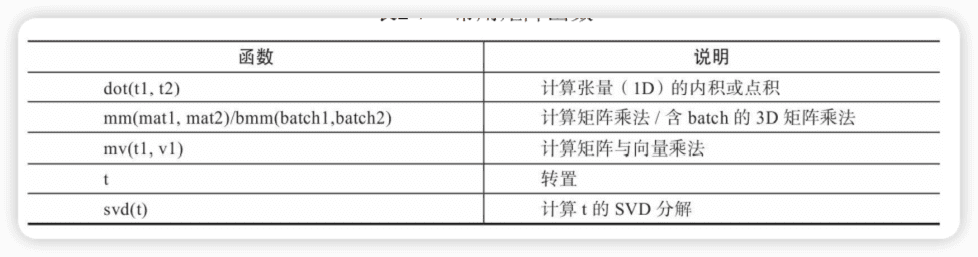 函数 说明
dot(t1, t2) 计算张量（1D）的内积或点积
mm(mat1, mat2)/bmm(batch1,batch2) 计算矩阵乘法 / 含 batch 的 3D 矩阵乘法
mv(t1, v1) 计算矩阵与向量乘法
t 转置
svd(t) 计算 t 的 SVD 分解